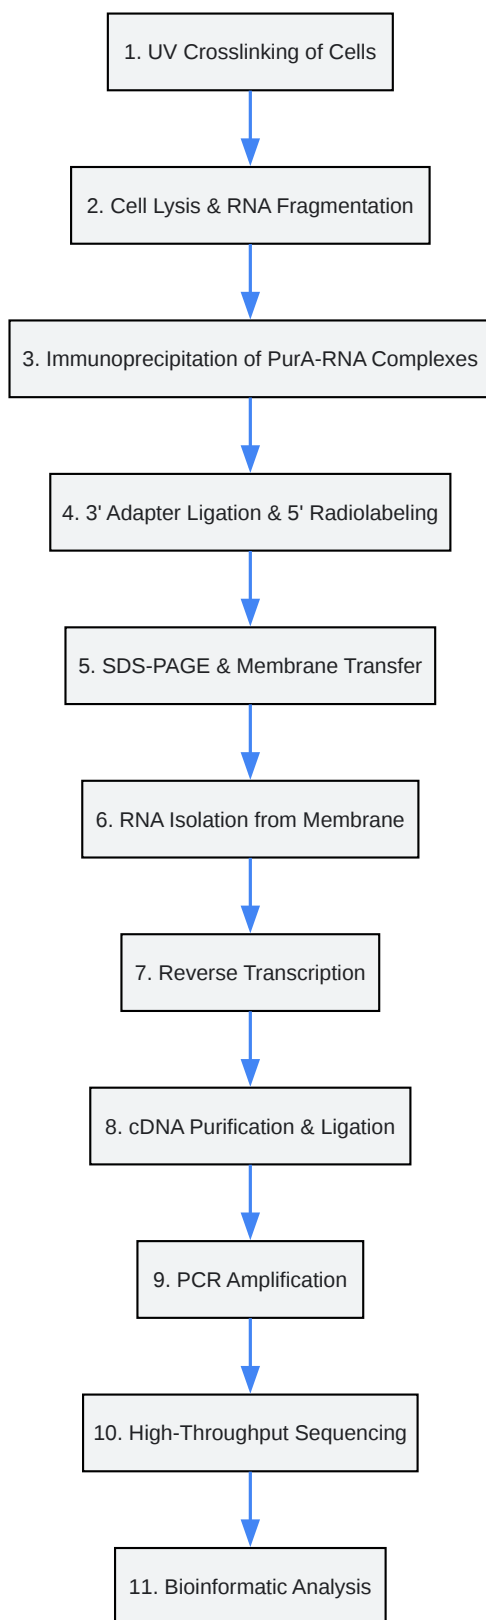 1. UV Crosslinking of Cells
2. Cell Lysis & RNA Fragmentation
3. Immunoprecipitation of PurA-RNA Complexes
4. 3' Adapter Ligation & 5' Radiolabeling
5. SDS-PAGE & Membrane Transfer
6. RNA Isolation from Membrane
7. Reverse Transcription
8. cDNA Purification & Ligation
9. PCR Amplification
10. High-Throughput Sequencing
11. Bioinformatic Analysis